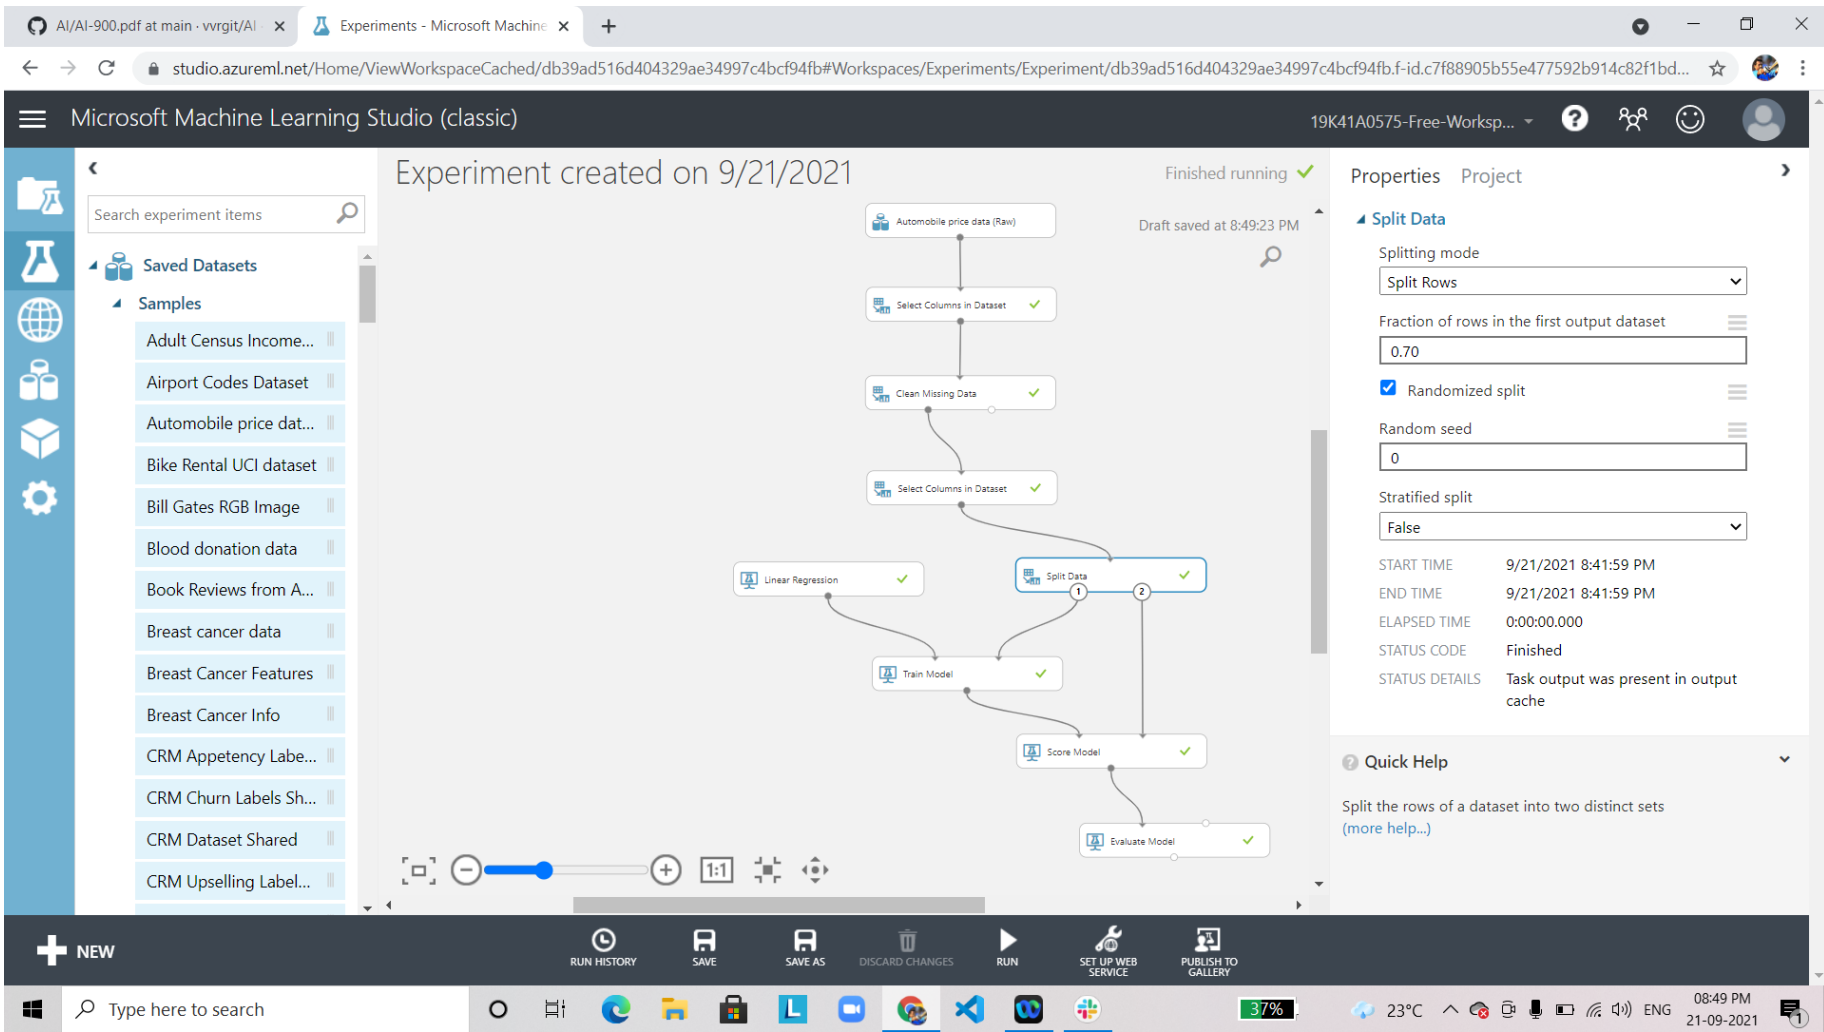 AI/AI-900.pdf at main · vvrgit/AI
Experiments - Microsoft Machine
studio.azureml.net/Home/ViewWorkspaceCached/db39ad516d404329ae34997c4bcf94fb#Workspaces/Experiments/Experiment/db39ad516d404329ae34997c4bcf94fb.f-id.c7f88905b55e477592b914c82f1bd...
Microsoft Machine Learning Studio (classic)
19K41A0575-Free-Worksp...
Search experiment items
Saved Datasets
Samples
Adult Census Income...
Airport Codes Dataset
Automobile price dat...
Bike Rental UCI dataset
Bill Gates RGB Image
Blood donation data
Book Reviews from A...
Breast cancer data
Breast Cancer Features
Breast Cancer Info
CRM Appetency Labe...
CRM Churn Labels Sh...
CRM Dataset Shared
CRM Upselling Label...
Experiment created on 9/21/2021
Finished running
Draft saved at 8:49:23 PM
Automobile price data (Raw)
Select Columns in Dataset
Clean Missing Data
Select Columns in Dataset
Linear Regression
Split Data
1
2
Train Model
Score Model
Evaluate Model
1:1
Properties
Project
Split Data
Splitting mode
Split Rows
Fraction of rows in the first output dataset
0.70
Randomized split
Random seed
0
Stratified split
False
START TIME 9/21/2021 8:41:59 PM
END TIME 9/21/2021 8:41:59 PM
ELAPSED TIME 0:00:00.000
STATUS CODE Finished
STATUS DETAILS Task output was present in output
cache
Quick Help
Split the rows of a dataset into two distinct sets
(more help...)
NEW
RUN HISTORY
SAVE
SAVE AS
DISCARD CHANGES
RUN
SET UP WEB
SERVICE
PUBLISH TO
GALLERY
Type here to search
L
37%
23°C
ENG
08:49 PM
21-09-2021
1